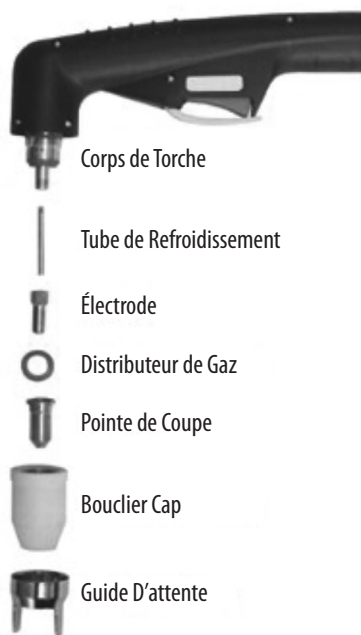 Corps de Torche
Tube de Refroidissement
Électrode
Distributeur de Gaz
Pointe de Coupe
Bouclier Cap
Guide D'attente